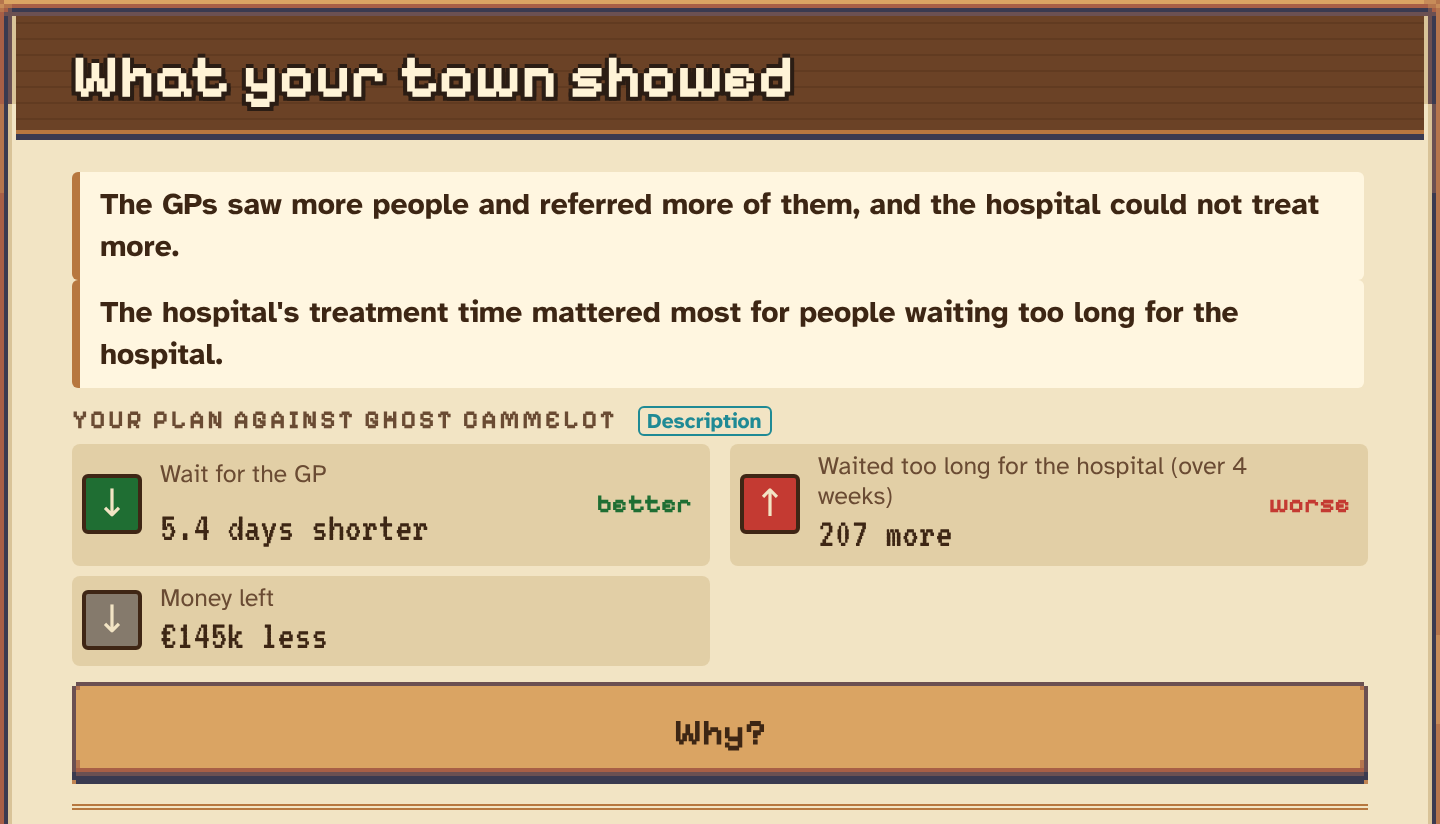 What your town showed
The GPs saw more people and referred more of them, and the hospital could not treat
more.
The hospital's treatment time mattered most for people waiting too long for the
hospital.
YOUR PLAN AGAINST GHOST CAMMELOT
Description
Wait for the GP
5.4 days shorter
better
Waited too long for the hospital (over 4
weeks)
207 more
worse
Money left
€145k less
Why?